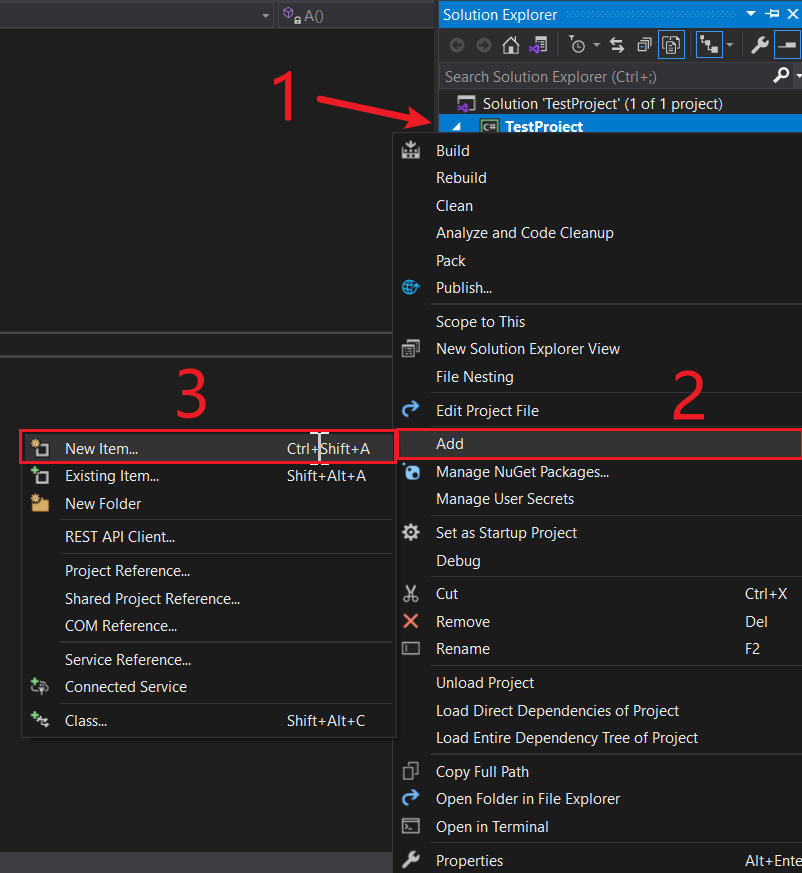 A()
Solution Explorer
Search Solution Explorer (Ctrl+;)
1
Solution 'TestProject' (1 of 1 project)
C# TestProject
Build
Rebuild
Clean
Analyze and Code Cleanup
Pack
Publish...
Scope to This
New Solution Explorer View
File Nesting
Edit Project File
2
Add
Manage NuGet Packages...
Manage User Secrets
Set as Startup Project
Debug
Cut Ctrl+X
Remove Del
Rename F2
Unload Project
Load Direct Dependencies of Project
Load Entire Dependency Tree of Project
Copy Full Path
Open Folder in File Explorer
Open in Terminal
Properties Alt+Ente
3
New Item... Ctrl+Shift+A
Existing Item... Shift+Alt+A
New Folder
REST API Client...
Project Reference...
Shared Project Reference...
COM Reference...
Service Reference...
Connected Service
Class... Shift+Alt+C